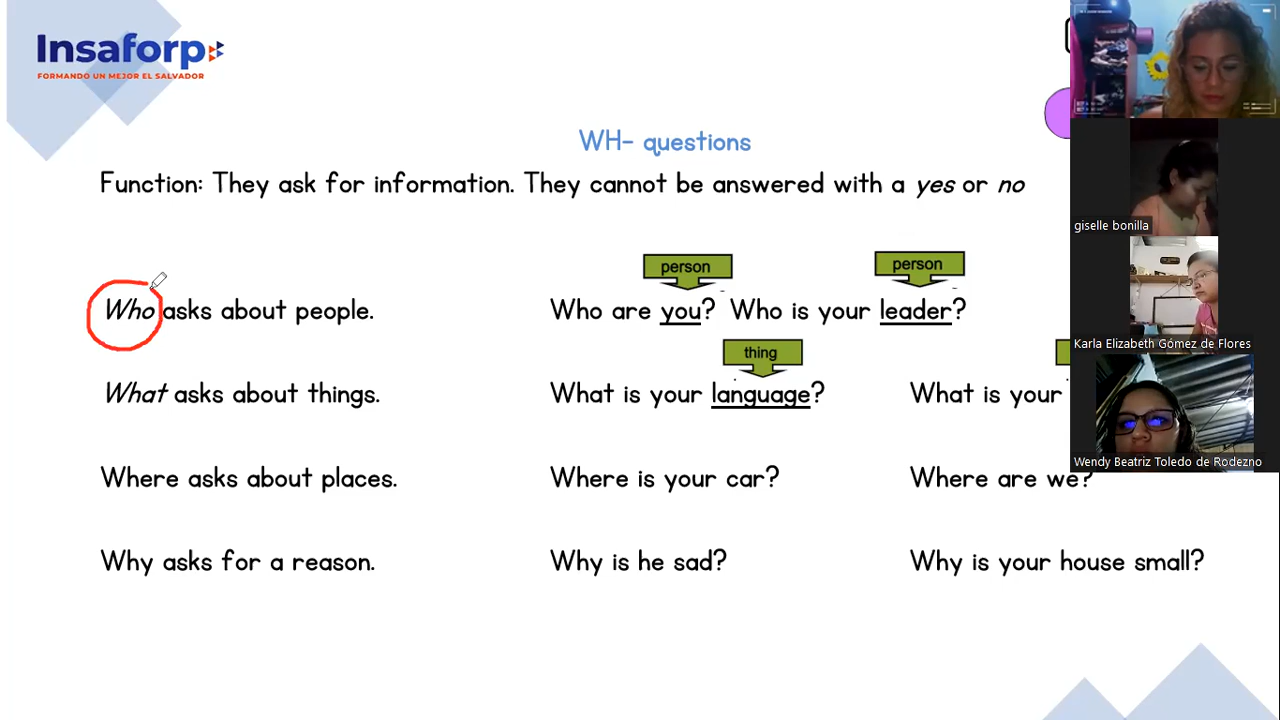 Insaforp
FORMANDO UN MEJOR EL SALVADOR
WH- questions
Function: They ask for information. They cannot be answered with a yes or no
person
person
Who asks about people.
Who are you? Who is your leader?
thing
What asks about things.
What is your language?
What is your
Where asks about places.
Where is your car?
Where are we?
Why asks for a reason.
Why is he sad?
Why is your house small?
giselle bonilla
Karla Elizabeth Gómez de Flores
Wendy Beatriz Toledo de Rodezno